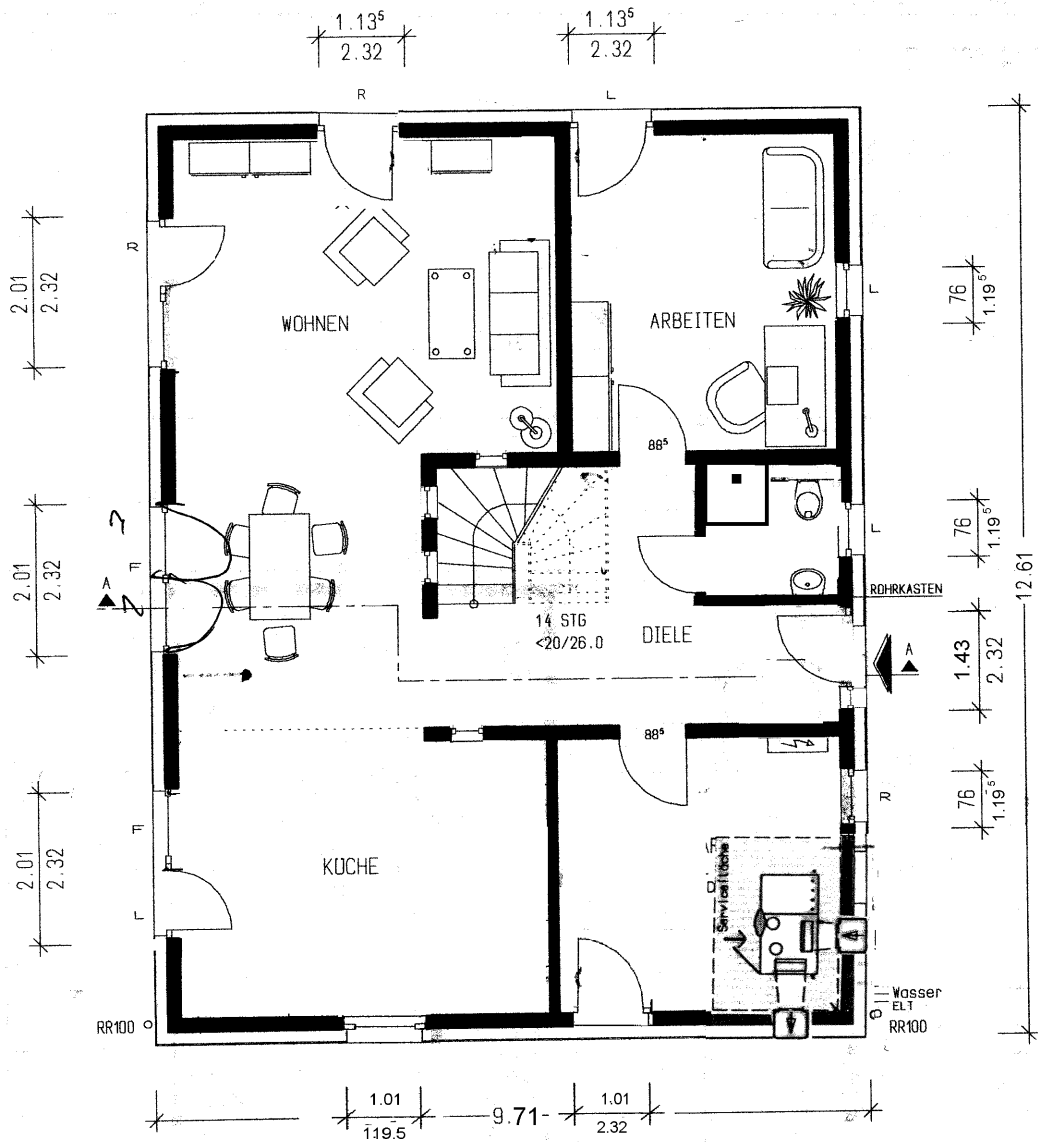 1.13⁵
2.32
1.13⁵
2.32
R
L
R
2.01
2.32
WOHNEN
ARBEITEN
L
76
1.19⁵
88⁵
2.01
2.32
F
A
L
76
1.19⁵
12.61
ROHRKASTEN
14 STG
<20/26.0
DIELE
A
1.43
2.32
88⁵
R
76
1.19⁵
2.01
2.32
F
L
KÜCHE
Servicefläche
D
Wasser
ELT
RR100
RR100
1.01
119.5
9.71
1.01
2.32